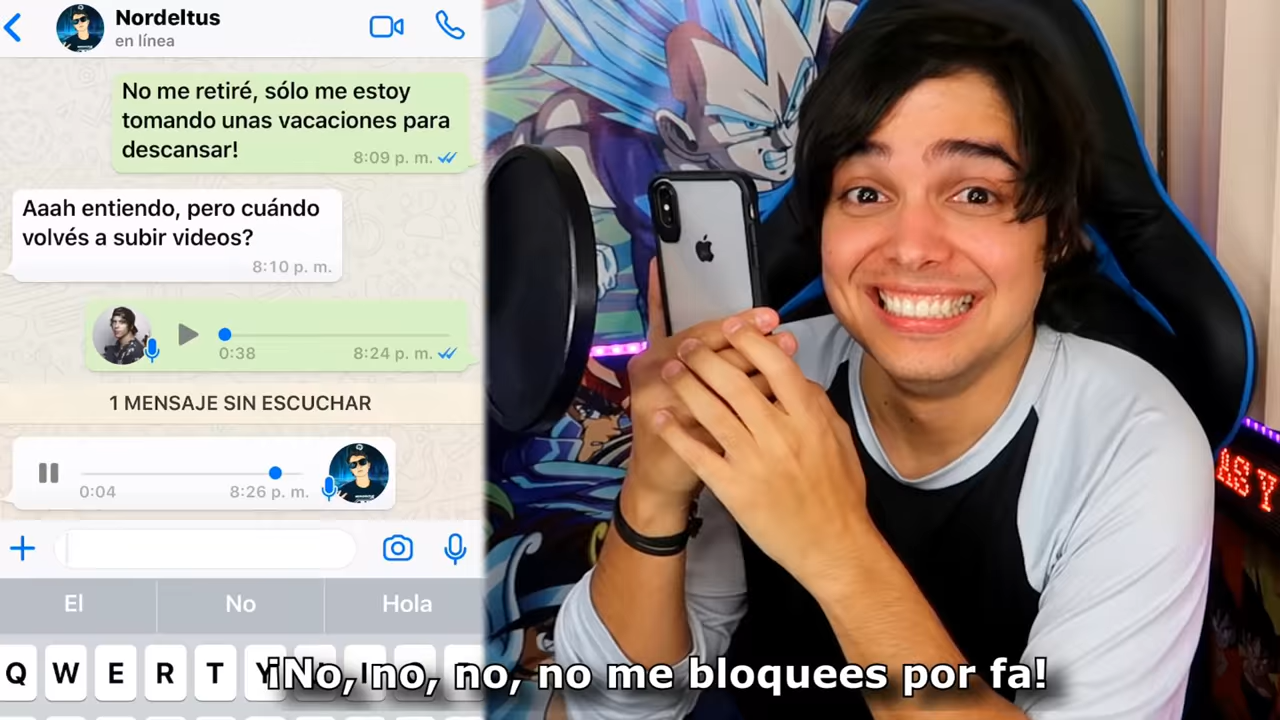 Nordeltus
en línea
No me retiré, sólo me estoy
tomando unas vacaciones para
descansar!
8:09 p. m.
Aaah entiendo, pero cuándo
volvés a subir videos?
8:10 p. m.
0:38
8:24 p. m.
1 MENSAJE SIN ESCUCHAR
0:04
8:26 p. m.
El
No
Hola
Q W E R T Y
¡No, no, no, no me bloquees por fa!
AS Y